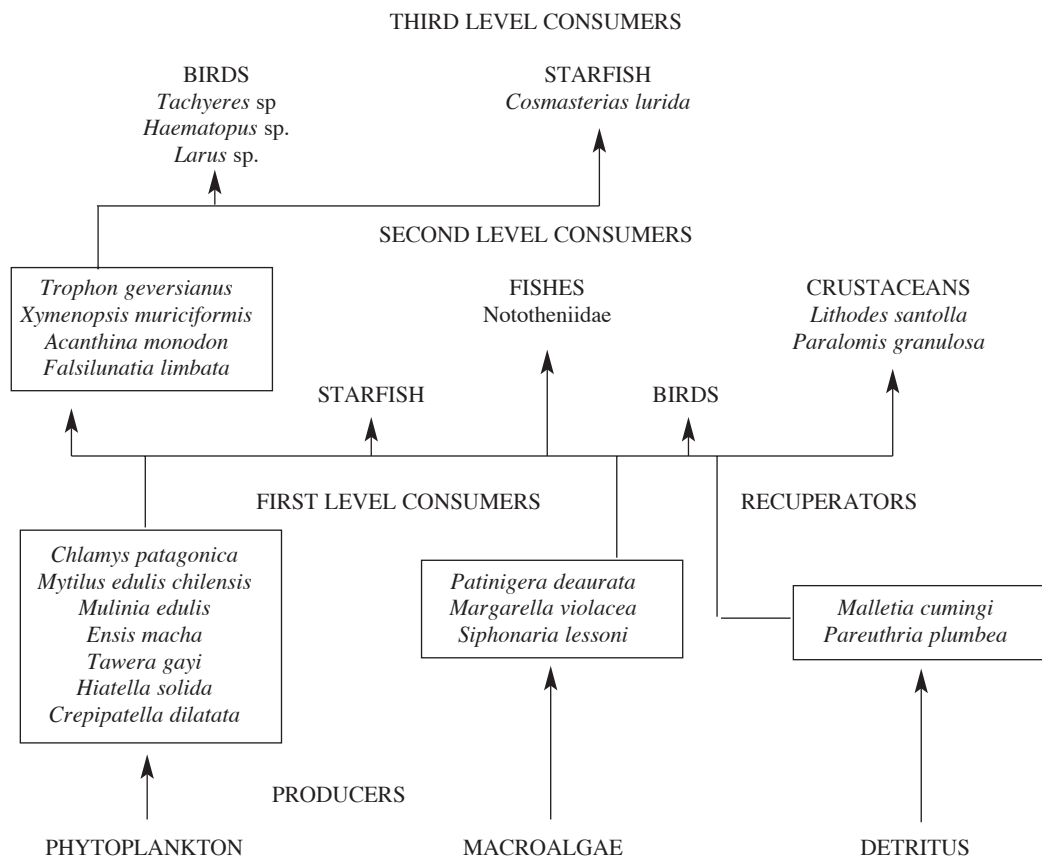 THIRD LEVEL CONSUMERS
BIRDS
Tachyeres sp
Haematopus sp.
Larus sp.
STARFISH
Cosmasterias lurida
SECOND LEVEL CONSUMERS
Trophon geversianus
Xymenopsis muriciformis
Acanthina monodon
Falsilunatia limbata
FISHES
Nototheniidae
CRUSTACEANS
Lithodes santolla
Paralomis granulosa
STARFISH
BIRDS
FIRST LEVEL CONSUMERS
RECUPERATORS
Chlamys patagonica
Mytilus edulis chilensis
Mulinia edulis
Ensis macha
Tawera gayi
Hiatella solida
Crepipatella dilatata
Patinigera deaurata
Margarella violacea
Siphonaria lessoni
Malletia cumingi
Pareuthria plumbea
PRODUCERS
PHYTOPLANKTON
MACROALGAE
DETRITUS